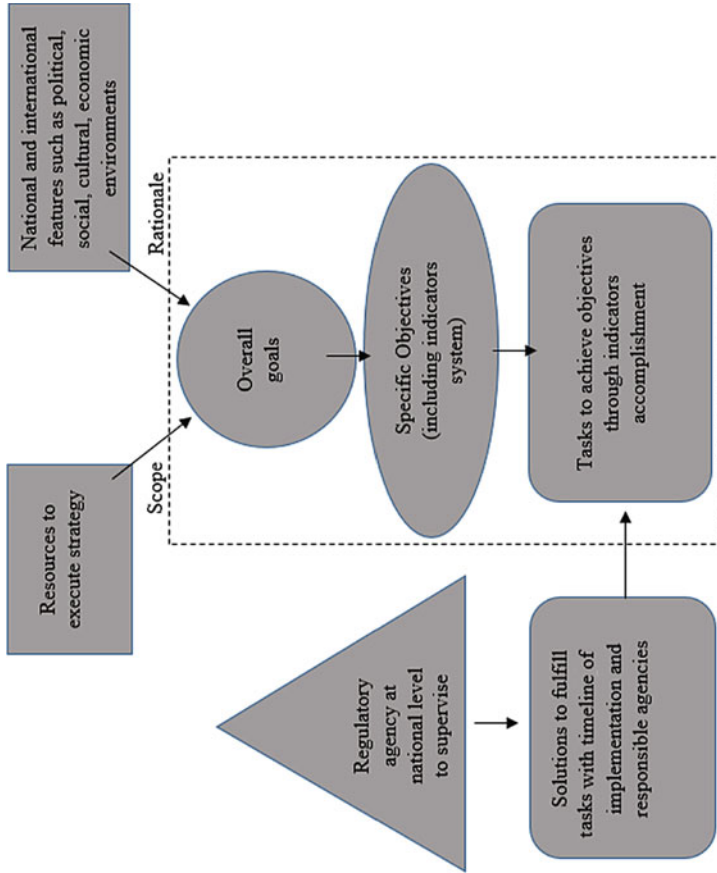 Resources to
execute strategy
National and international
features such as political,
social, cultural, economic
environments
Scope
Rationale
Overall
goals
Specific Objectives
(including indicators
system)
Regulatory
agency at
national level
to supervise
Solutions to fulfill
tasks with timeline of
implementation and
responsible agencies
Tasks to achieve objectives
through indicators
accomplishment